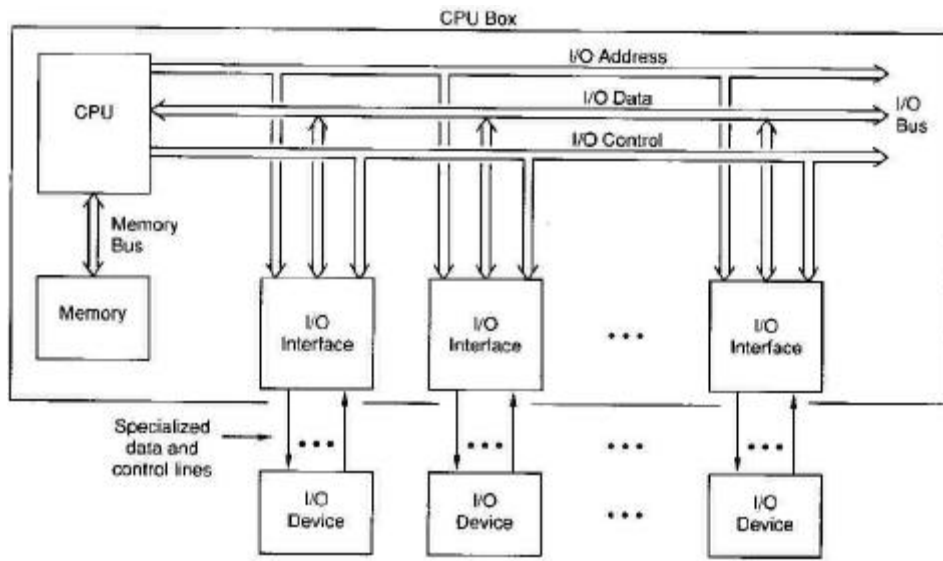 CPU Box
I/O Address
CPU
I/O Data
I/O
Bus
I/O Control
Memory
Bus
Memory
I/O
Interface
I/O
Interface
I/O
Interface
Specialized
data and
control lines
I/O
Device
I/O
Device
I/O
Device